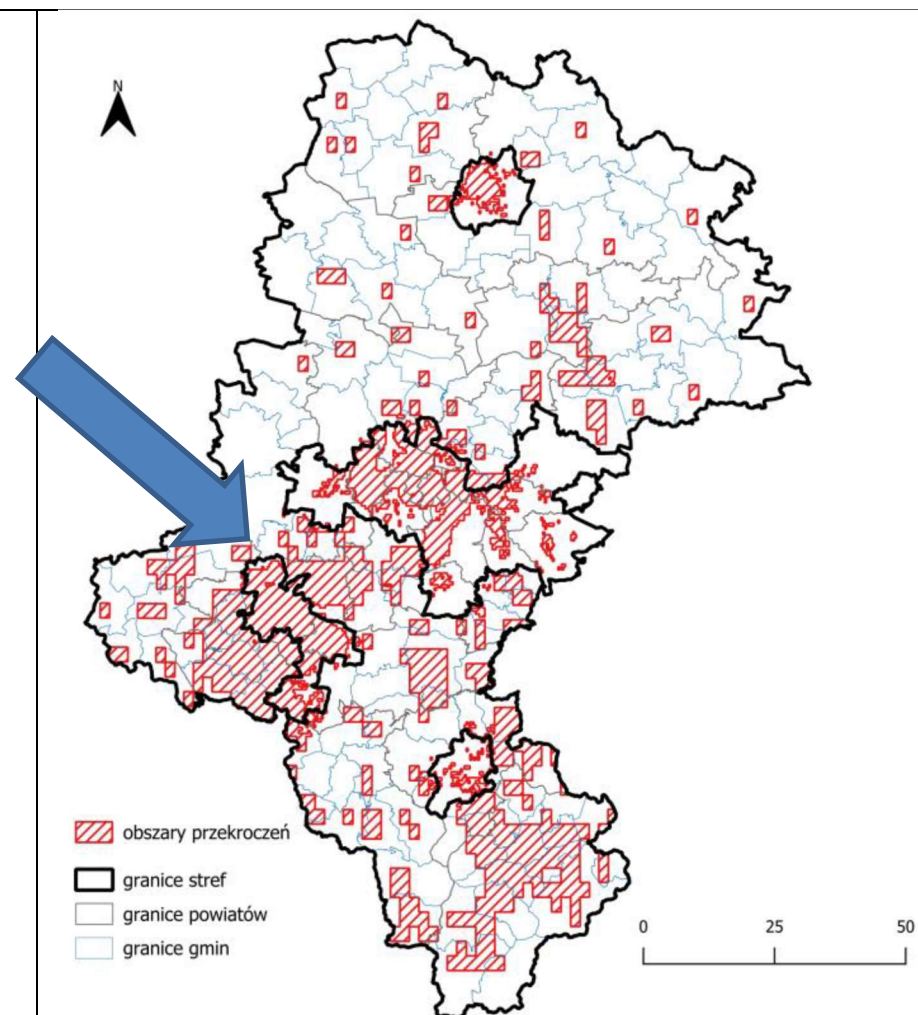 N
obszary przekroczeń
granice stref
granice powiatów
granice gmin
0 25 50